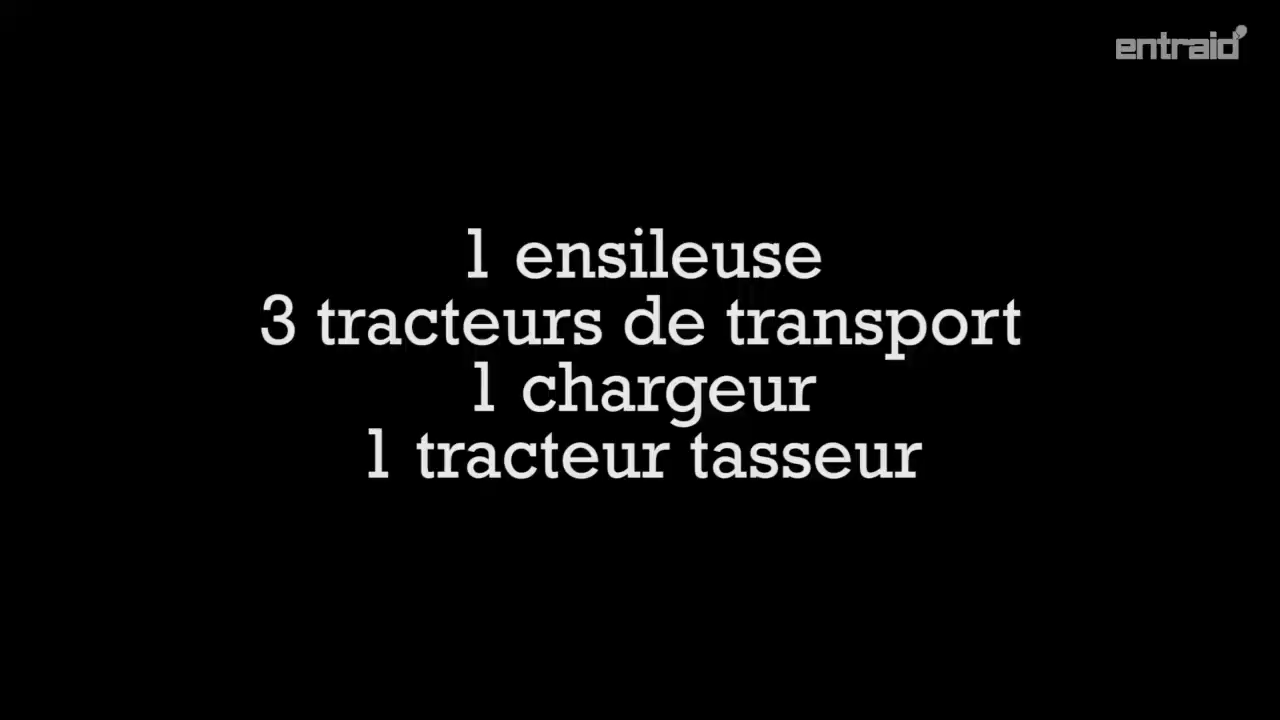 entraid
1 ensileuse
3 tracteurs de transport
1 chargeur
1 tracteur tasseur